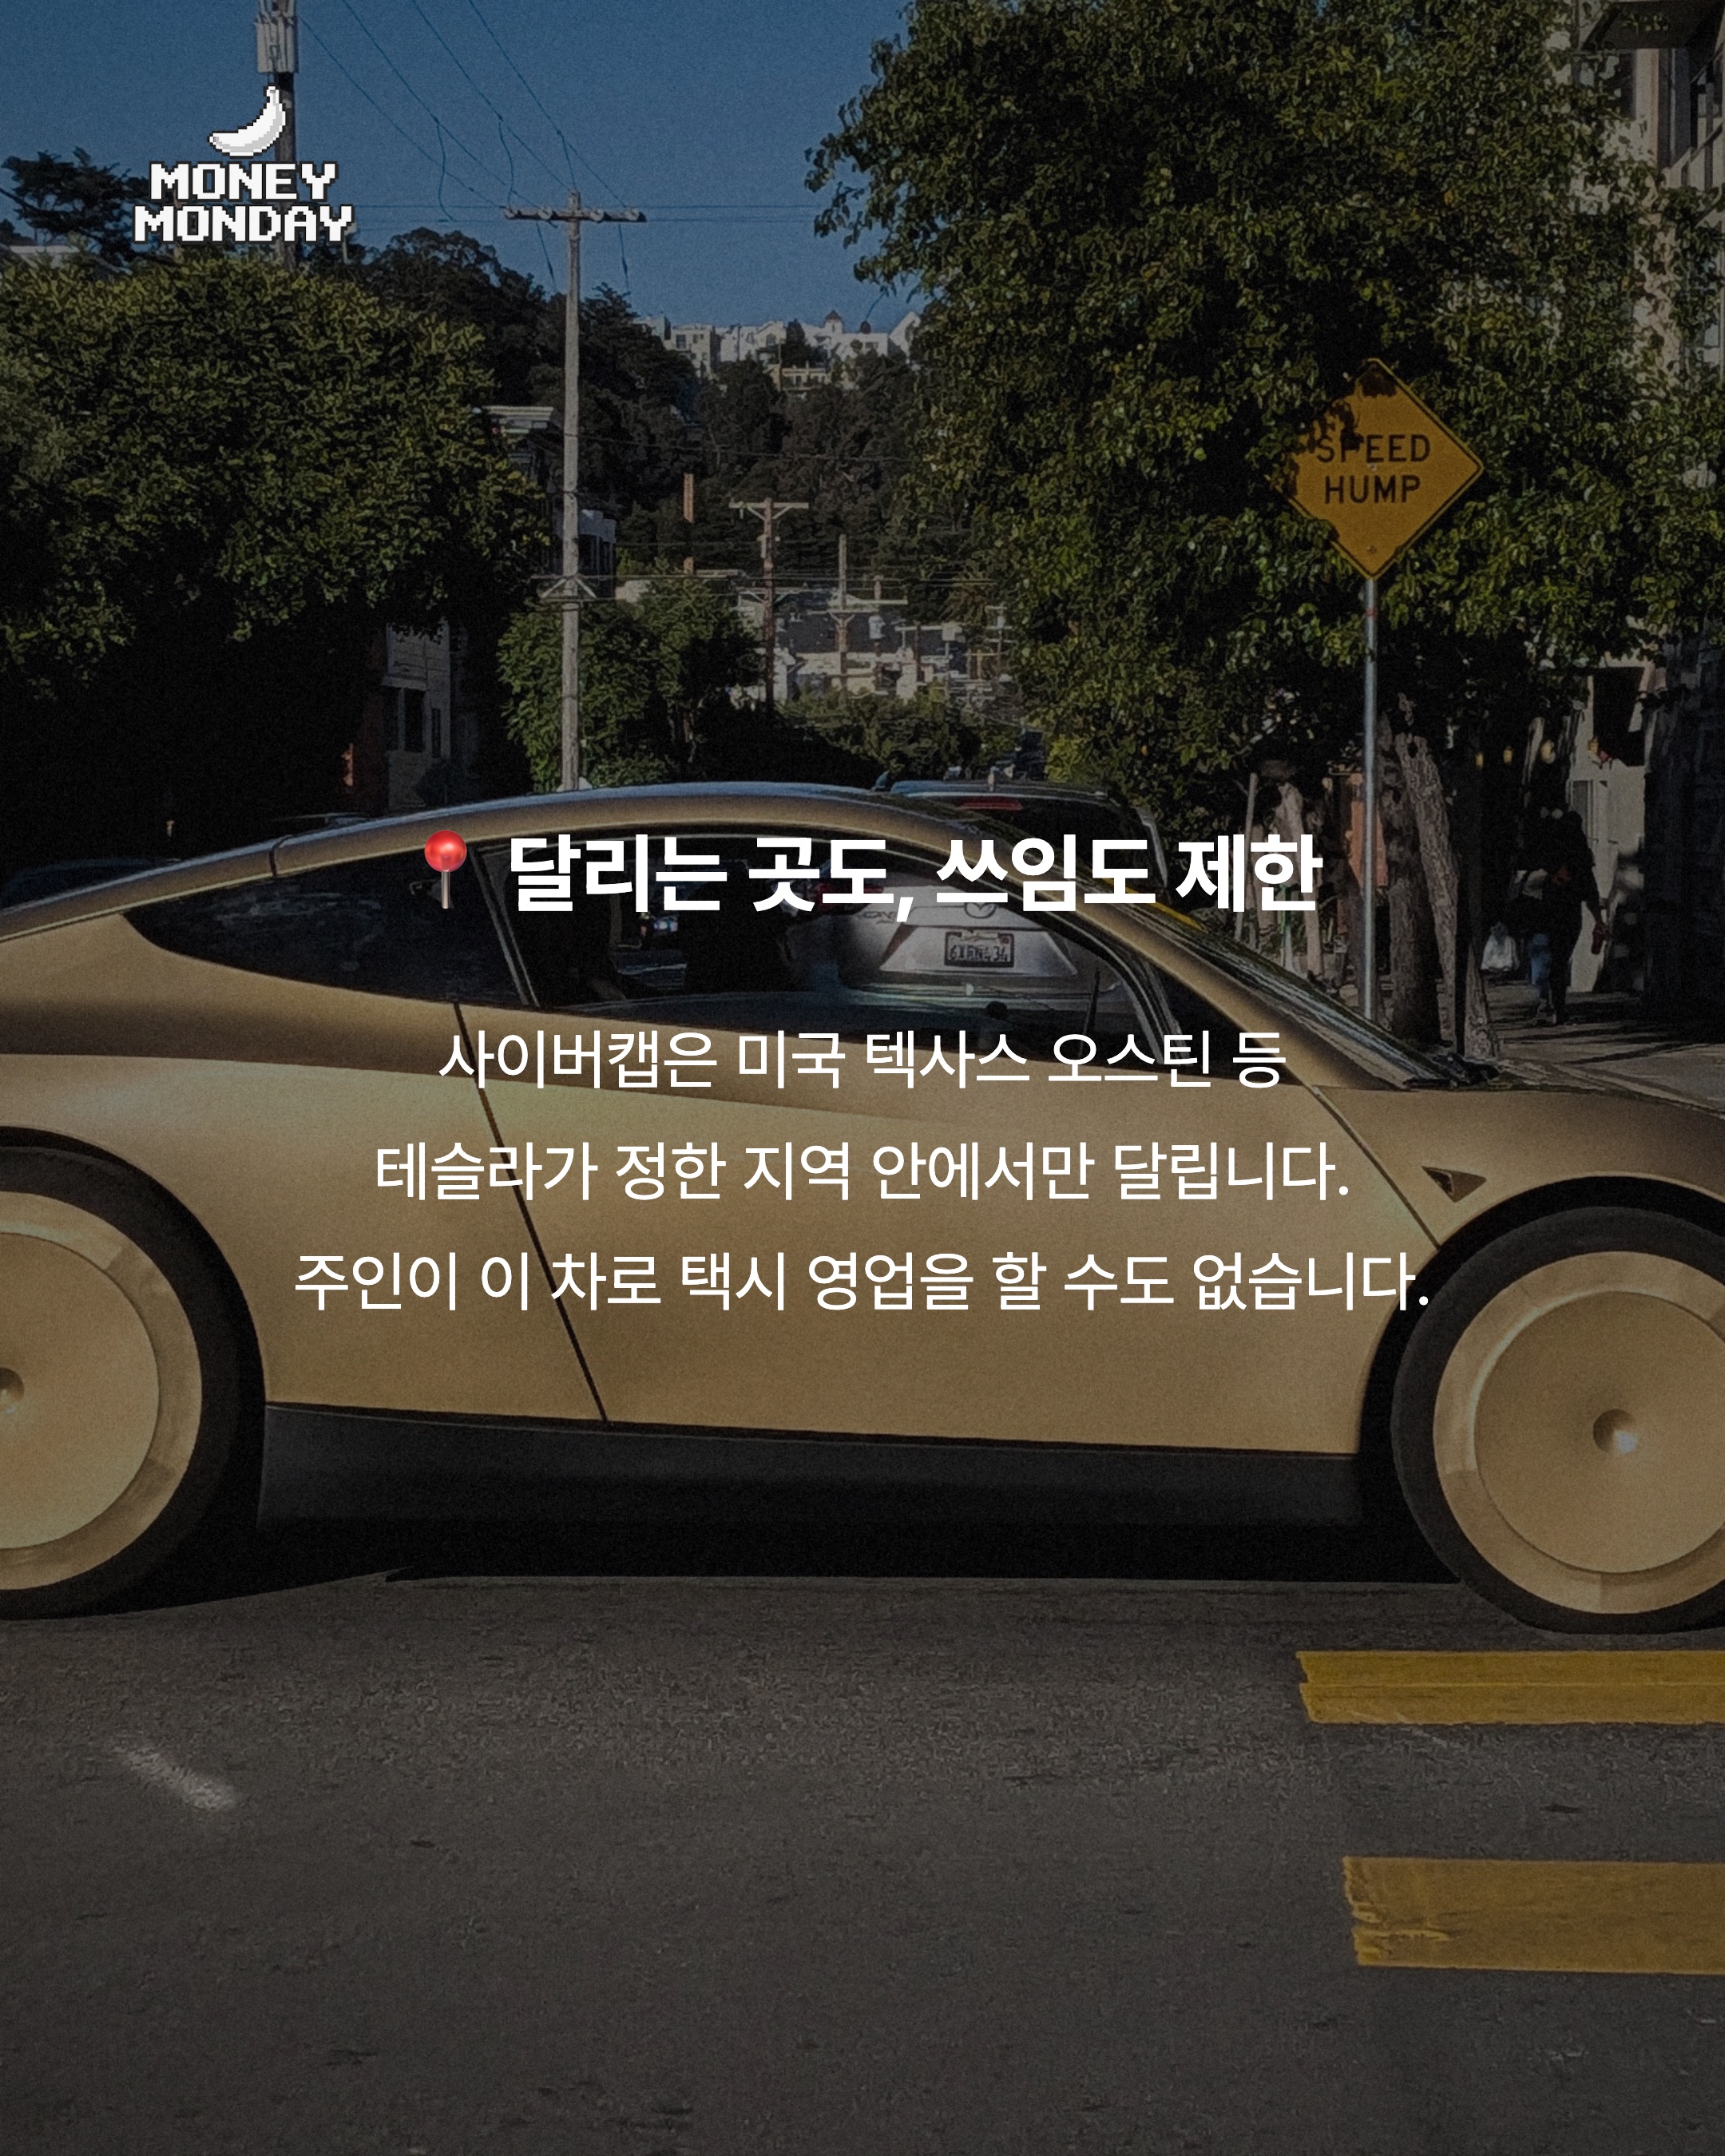 MONEY
MONDAY
SPEED
HUMP
📍 달리는 곳도, 쓰임도 제한
사이버캡은 미국 텍사스 오스틴 등
테슬라가 정한 지역 안에서만 달립니다.
주인이 이 차로 택시 영업을 할 수도 없습니다.